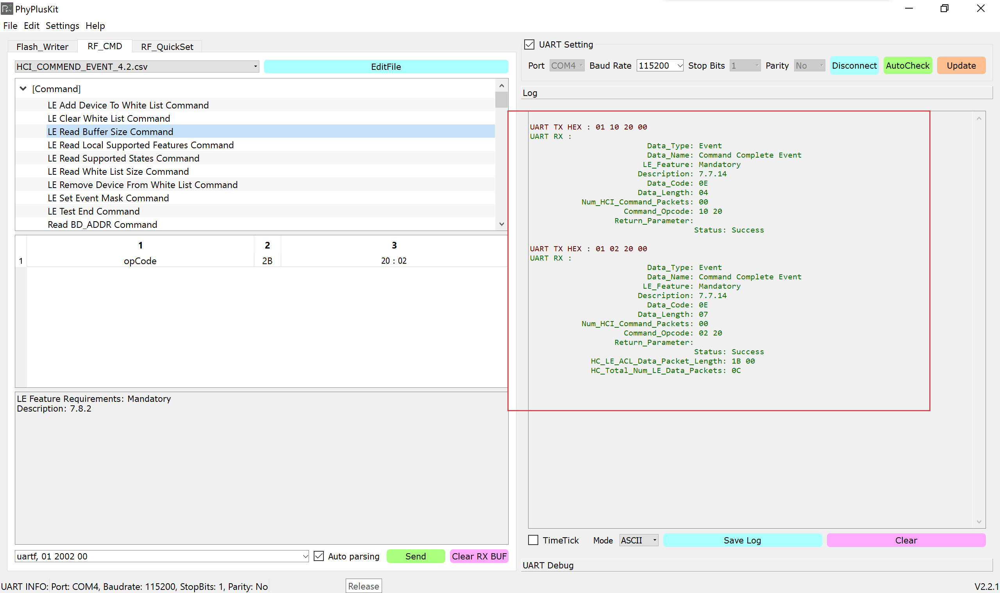 PhyPlusKit
File Edit Settings Help
Flash_Writer RF_CMD RF_QuickSet
HCI_COMMEND_EVENT_4.2.csv EditFile
[Command]
LE Add Device To White List Command
LE Clear White List Command
LE Read Buffer Size Command
LE Read Local Supported Features Command
LE Read Supported States Command
LE Read White List Size Command
LE Remove Device From White List Command
LE Set Event Mask Command
LE Test End Command
Read BD_ADDR Command
1 2 3
1 opCode 2B 20 : 02
LE Feature Requirements: Mandatory
Description: 7.8.2
uartf, 01 2002 00 Auto parsing Send Clear RX BUF
UART Setting
Port COM4 Baud Rate 115200 Stop Bits 1 Parity No Disconnect AutoCheck Update
Log
UART TX HEX : 01 10 20 00
UART RX :
Data_Type: Event
Data_Name: Command Complete Event
LE_Feature: Mandatory
Description: 7.7.14
Data_Code: 0E
Data_Length: 04
Num_HCI_Command_Packets: 00
Command_Opcode: 10 20
Return_Parameter:
Status: Success
UART TX HEX : 01 02 20 00
UART RX :
Data_Type: Event
Data_Name: Command Complete Event
LE_Feature: Mandatory
Description: 7.7.14
Data_Code: 0E
Data_Length: 07
Num_HCI_Command_Packets: 00
Command_Opcode: 02 20
Return_Parameter:
Status: Success
HC_LE_ACL_Data_Packet_Length: 1B 00
HC_Total_Num_LE_Data_Packets: 0C
TimeTick Mode ASCII Save Log Clear
UART Debug
UART INFO: Port: COM4, Baudrate: 115200, StopBits: 1, Parity: No Release V2.2.1